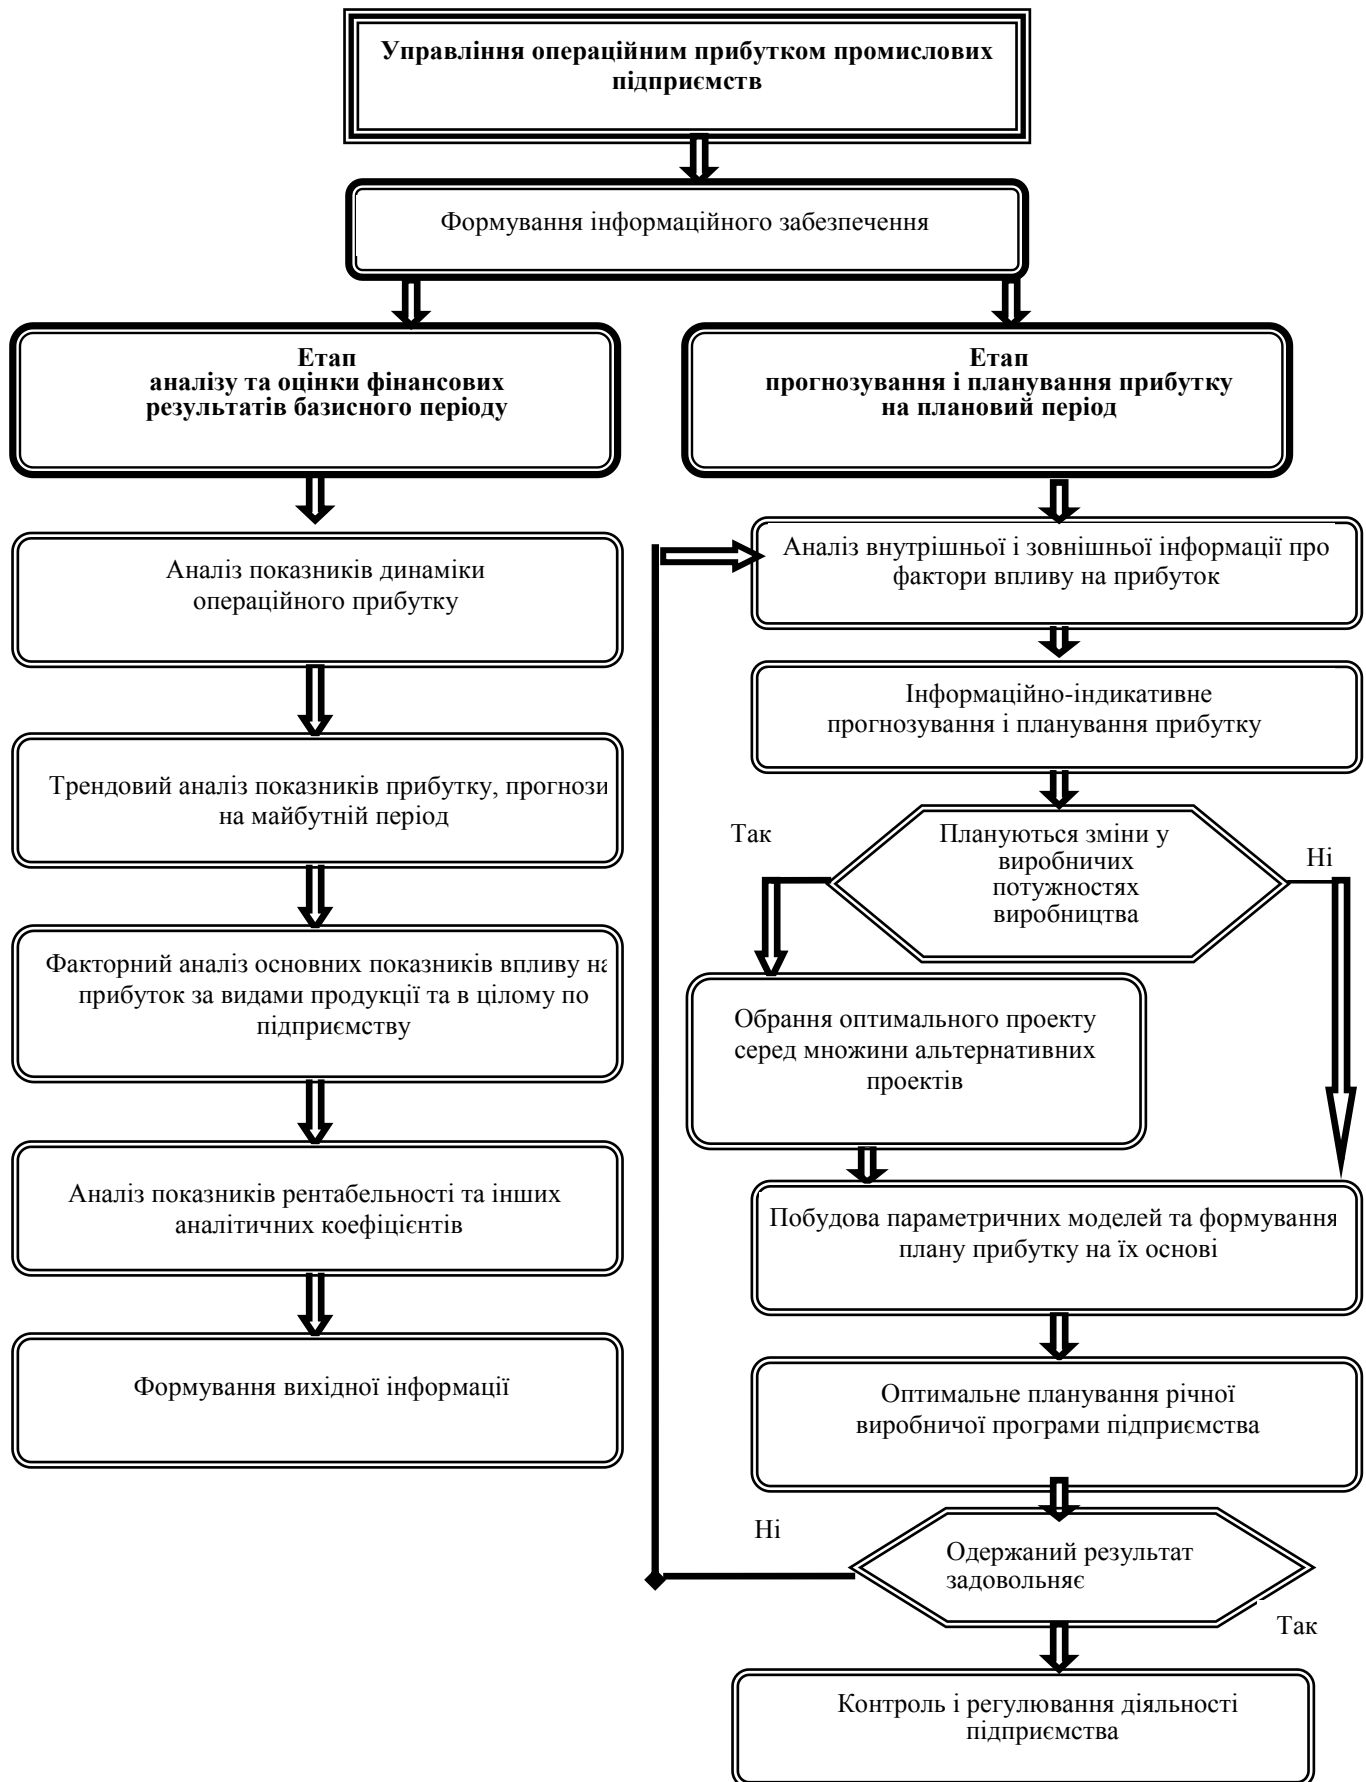 Управління операційним прибутком промислових
підприємств
Формування інформаційного забезпечення
Етап
аналізу та оцінки фінансових
результатів базисного періоду
Етап
прогнозування і планування прибутку
на плановий період
Аналіз показників динаміки
операційного прибутку
Трендовий аналіз показників прибутку, прогнози
на майбутній період
Факторний аналіз основних показників впливу на
прибуток за видами продукції та в цілому по
підприємству
Аналіз показників рентабельності та інших
аналітичних коефіцієнтів
Формування вихідної інформації
Аналіз внутрішньої і зовнішньої інформації про
фактори впливу на прибуток
Інформаційно-індикативне
прогнозування і планування прибутку
Так
Плануються зміни у
виробничих
потужностях
виробництва
Ні
Обрання оптимального проекту
серед множини альтернативних
проектів
Побудова параметричних моделей та формування
плану прибутку на їх основі
Оптимальне планування річної
виробничої програми підприємства
Ні
Одержаний результат
задовольняє
Так
Контроль і регулювання діяльності
підприємства